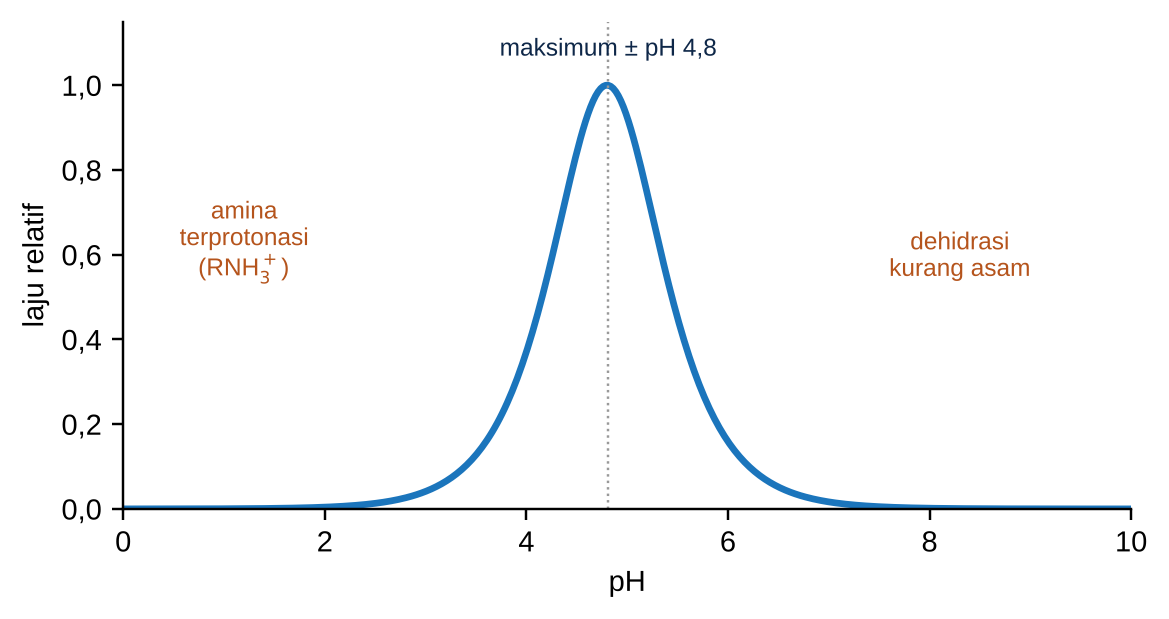 maksimum ± pH 4,8
1,0
0,8
0,6
0,4
0,2
0,0
laju relatif
amina
terprotonasi
(RNH₃⁺)
dehidrasi
kurang asam
0 2 4 6 8 10
pH